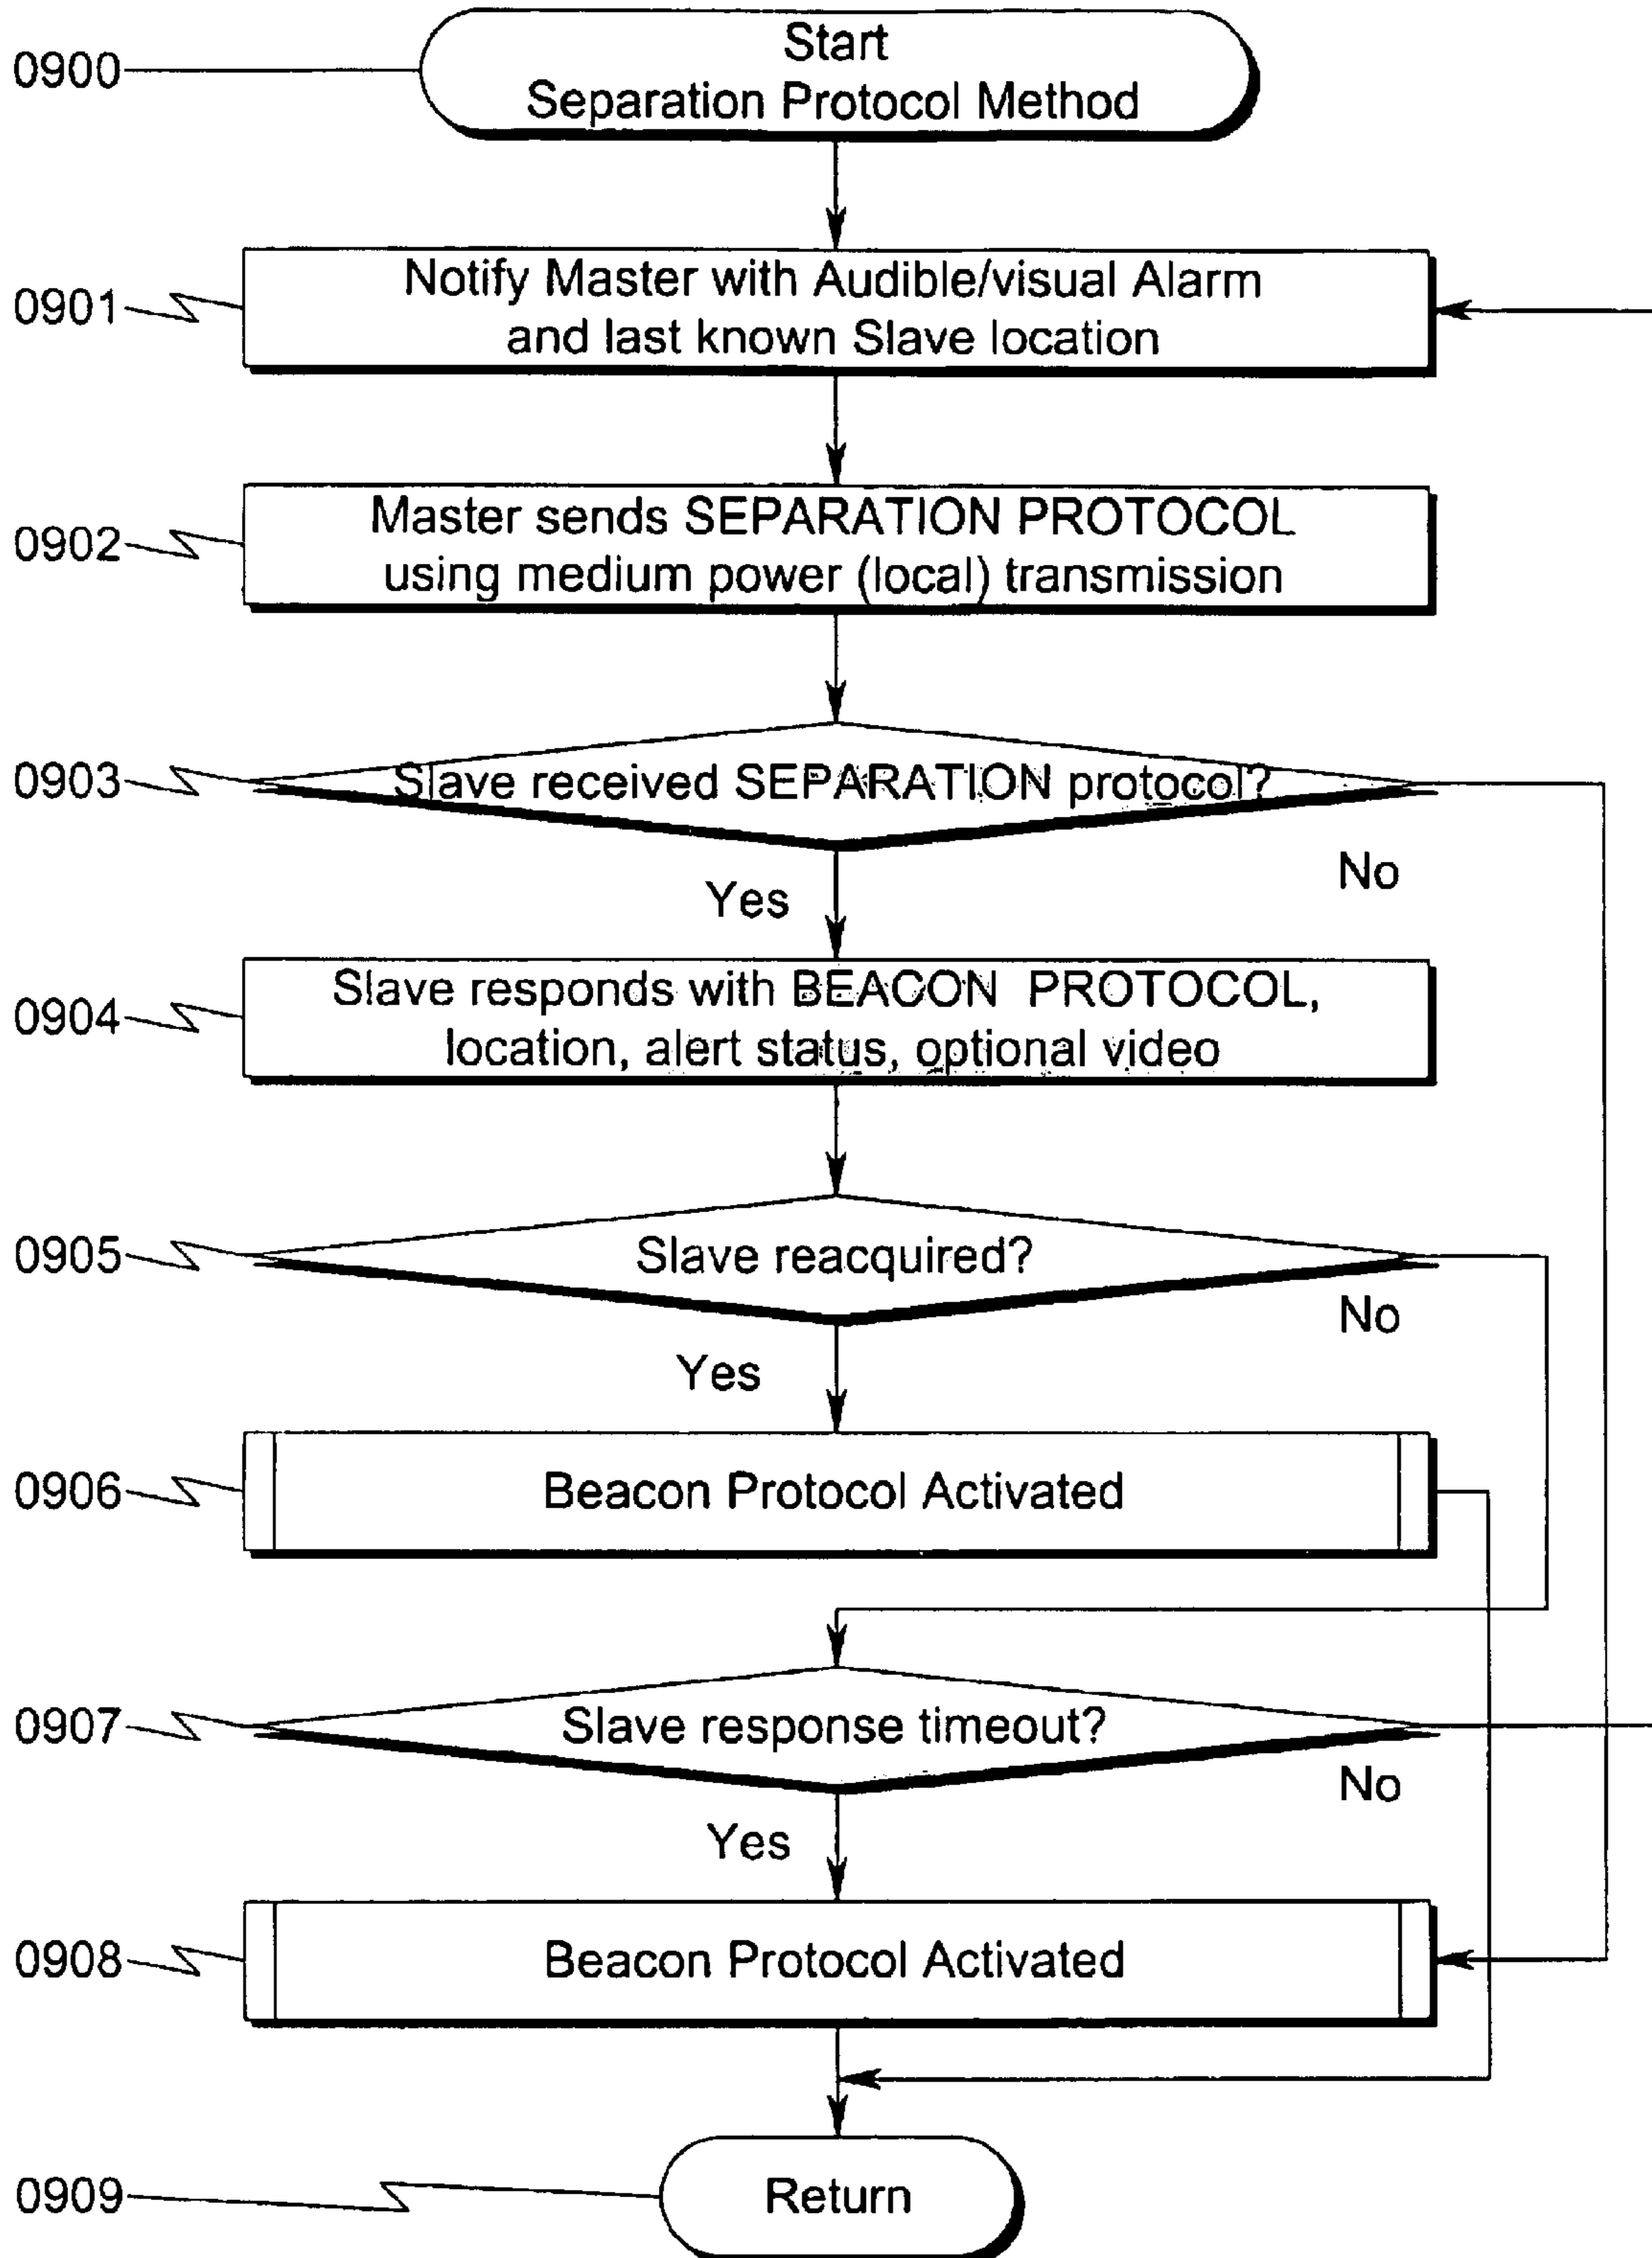 0900
Start
Separation Protocol Method
0901
Notify Master with Audible/visual Alarm
and last known Slave location
0902
Master sends SEPARATION PROTOCOL
using medium power (local) transmission
0903
Slave received SEPARATION protocol?
No
Yes
0904
Slave responds with BEACON PROTOCOL,
location, alert status, optional video
0905
Slave reacquired?
No
Yes
0906
Beacon Protocol Activated
0907
Slave response timeout?
No
Yes
0908
Beacon Protocol Activated
0909
Return